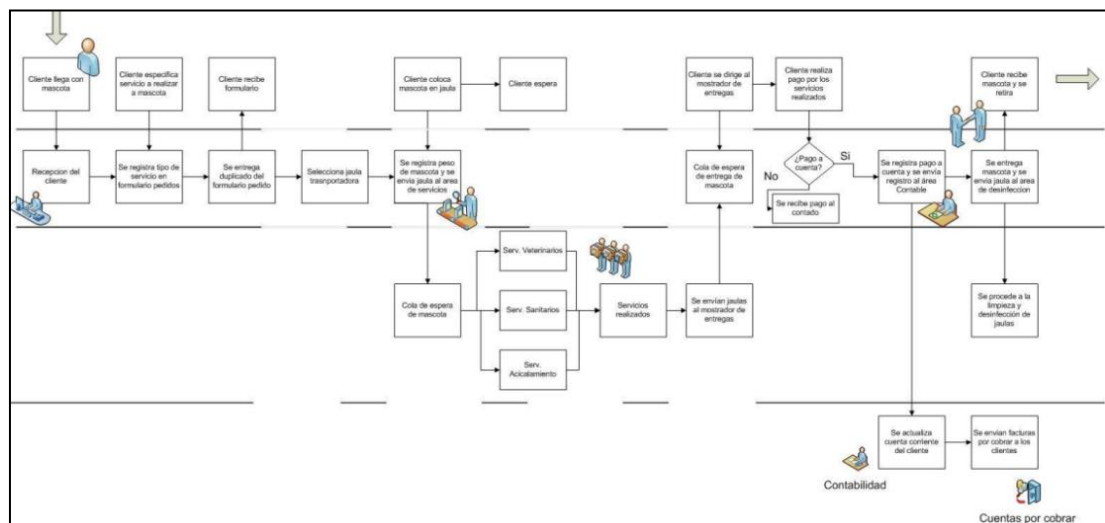 Cliente llega con
mascota
Cliente especifica
servicio a realizar
a mascota
Cliente recibe
formulario
Cliente coloca
mascota en jaula
Cliente espera
Cliente se dirige al
mostrador de
entregas
Cliente realiza
pago por los
servicios
realizados
Cliente recibe
mascota y se
retira
Recepcion del
cliente
Se registra tipo de
servicio en
formulario pedidos
Se entrega
duplicado del
formulario pedido
Selecciona jaula
trasnportadora
Se registra peso
de mascota y se
envia jaula al area
de servicios
Cola de espera
de entrega de
mascota
¿Pago a
cuenta?
Si
No
Se recibe pago al
contado
Se registra pago a
cuenta y se envía
registro al área
Contable
Se entrega
mascota y se
envía jaula al area
de desinfeccion
Cola de espera
de mascota
Serv. Veterinarios
Serv. Sanitarios
Serv.
Acicalamiento
Servicios
realizados
Se envían jaulas
al mostrador de
entregas
Se procede a la
limpieza y
desinfección de
jaulas
Se actualiza
cuenta corriente
del cliente
Se envian facturas
por cobrar a los
clientes
Contabilidad
Cuentas por cobrar